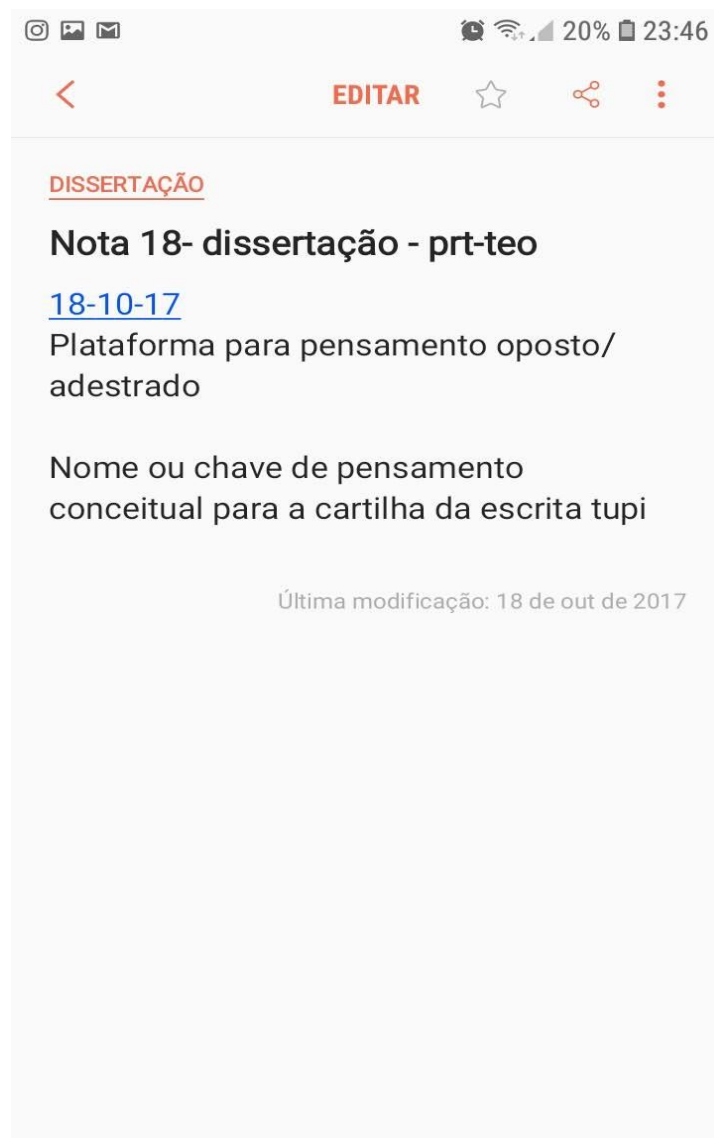 20% 23:46
EDITAR
DISSERTAÇÃO
Nota 18- dissertação - prt-teo
18-10-17
Plataforma para pensamento oposto/
adestrado
Nome ou chave de pensamento
conceitual para a cartilha da escrita tupi
Última modificação: 18 de out de 2017